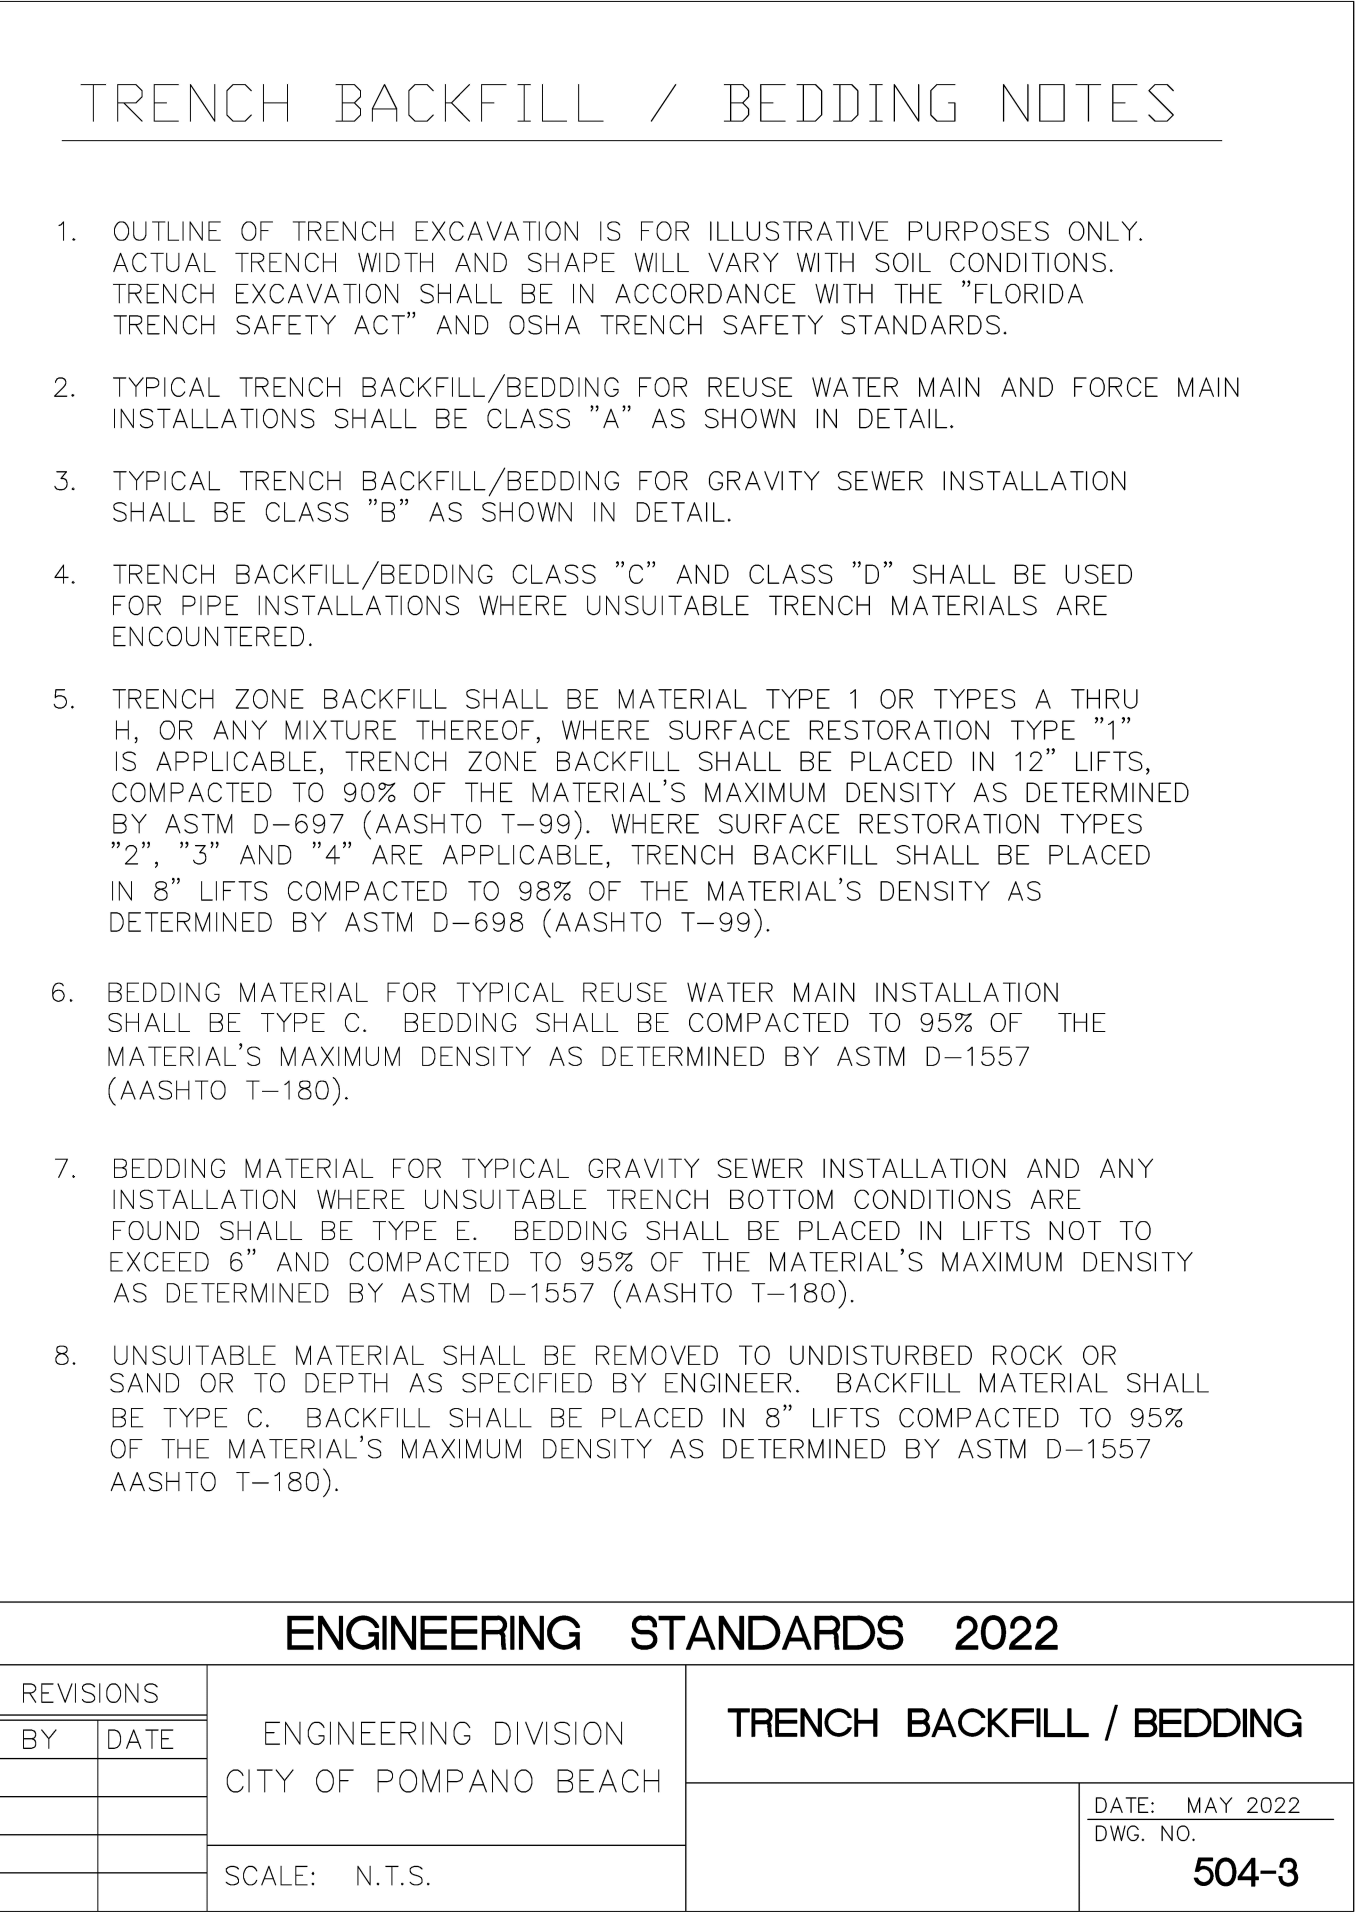 TRENCH BACKFILL / BEDDING NOTES
1. OUTLINE OF TRENCH EXCAVATION IS FOR ILLUSTRATIVE PURPOSES ONLY.
ACTUAL TRENCH WIDTH AND SHAPE WILL VARY WITH SOIL CONDITIONS.
TRENCH EXCAVATION SHALL BE IN ACCORDANCE WITH THE "FLORIDA
TRENCH SAFETY ACT" AND OSHA TRENCH SAFETY STANDARDS.
2. TYPICAL TRENCH BACKFILL/BEDDING FOR REUSE WATER MAIN AND FORCE MAIN
INSTALLATIONS SHALL BE CLASS "A" AS SHOWN IN DETAIL.
3. TYPICAL TRENCH BACKFILL/BEDDING FOR GRAVITY SEWER INSTALLATION
SHALL BE CLASS "B" AS SHOWN IN DETAIL.
4. TRENCH BACKFILL/BEDDING CLASS "C" AND CLASS "D" SHALL BE USED
FOR PIPE INSTALLATIONS WHERE UNSUITABLE TRENCH MATERIALS ARE
ENCOUNTERED.
5. TRENCH ZONE BACKFILL SHALL BE MATERIAL TYPE 1 OR TYPES A THRU
H, OR ANY MIXTURE THEREOF, WHERE SURFACE RESTORATION TYPE "1"
IS APPLICABLE, TRENCH ZONE BACKFILL SHALL BE PLACED IN 12" LIFTS,
COMPACTED TO 90% OF THE MATERIAL'S MAXIMUM DENSITY AS DETERMINED
BY ASTM D-697 (AASHTO T-99). WHERE SURFACE RESTORATION TYPES
"2", "3" AND "4" ARE APPLICABLE, TRENCH BACKFILL SHALL BE PLACED
IN 8" LIFTS COMPACTED TO 98% OF THE MATERIAL'S DENSITY AS
DETERMINED BY ASTM D-698 (AASHTO T-99).
6. BEDDING MATERIAL FOR TYPICAL REUSE WATER MAIN INSTALLATION
SHALL BE TYPE C. BEDDING SHALL BE COMPACTED TO 95% OF THE
MATERIAL'S MAXIMUM DENSITY AS DETERMINED BY ASTM D-1557
(AASHTO T-180).
7. BEDDING MATERIAL FOR TYPICAL GRAVITY SEWER INSTALLATION AND ANY
INSTALLATION WHERE UNSUITABLE TRENCH BOTTOM CONDITIONS ARE
FOUND SHALL BE TYPE E. BEDDING SHALL BE PLACED IN LIFTS NOT TO
EXCEED 6" AND COMPACTED TO 95% OF THE MATERIAL'S MAXIMUM DENSITY
AS DETERMINED BY ASTM D-1557 (AASHTO T-180).
8. UNSUITABLE MATERIAL SHALL BE REMOVED TO UNDISTURBED ROCK OR
SAND OR TO DEPTH AS SPECIFIED BY ENGINEER. BACKFILL MATERIAL SHALL
BE TYPE C. BACKFILL SHALL BE PLACED IN 8" LIFTS COMPACTED TO 95%
OF THE MATERIAL'S MAXIMUM DENSITY AS DETERMINED BY ASTM D-1557
AASHTO T-180).
ENGINEERING STANDARDS 2022
REVISIONS
BY DATE
ENGINEERING DIVISION
CITY OF POMPANO BEACH
SCALE: N.T.S.
TRENCH BACKFILL / BEDDING
DATE: MAY 2022
DWG. NO.
504-3